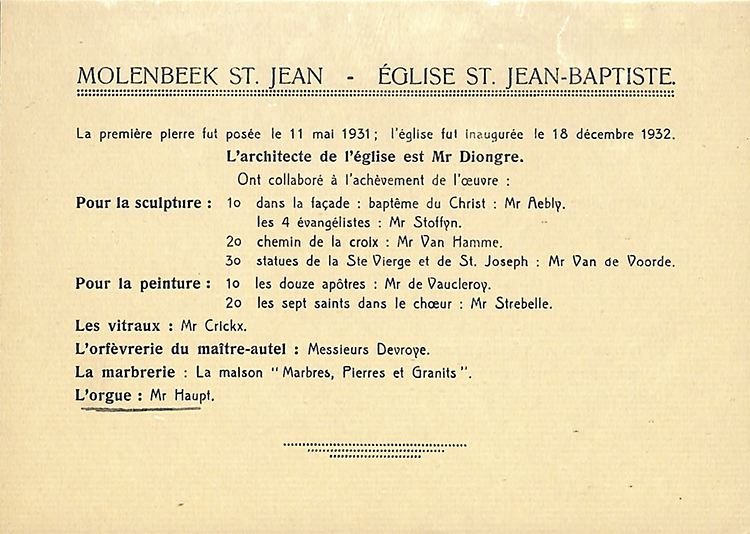 MOLENBEEK ST. JEAN - ÉGLISE ST. JEAN-BAPTISTE.
La première pierre fut posée le 11 mai 1931; l'église fut inaugurée le 18 décembre 1932.
L'architecte de l'église est Mr Diongre.
Ont collaboré à l'achèvement de l'œuvre :
Pour la sculpture : 1o dans la façade : baptême du Christ : Mr Aebly.
les 4 évangélistes : Mr Stoffyn.
2o chemin de la croix : Mr Van Hamme.
3o statues de la Ste Vierge et de St. Joseph : Mr Van de Voorde.
Pour la peinture : 1o les douze apôtres : Mr de Vaucleroy.
2o les sept saints dans le chœur : Mr Strebelle.
Les vitraux : Mr Crickx.
L'orfèvrerie du maître-autel : Messieurs Devroye.
La marbrerie : La maison "Marbres, Pierres et Granits".
L'orgue : Mr Haupt.